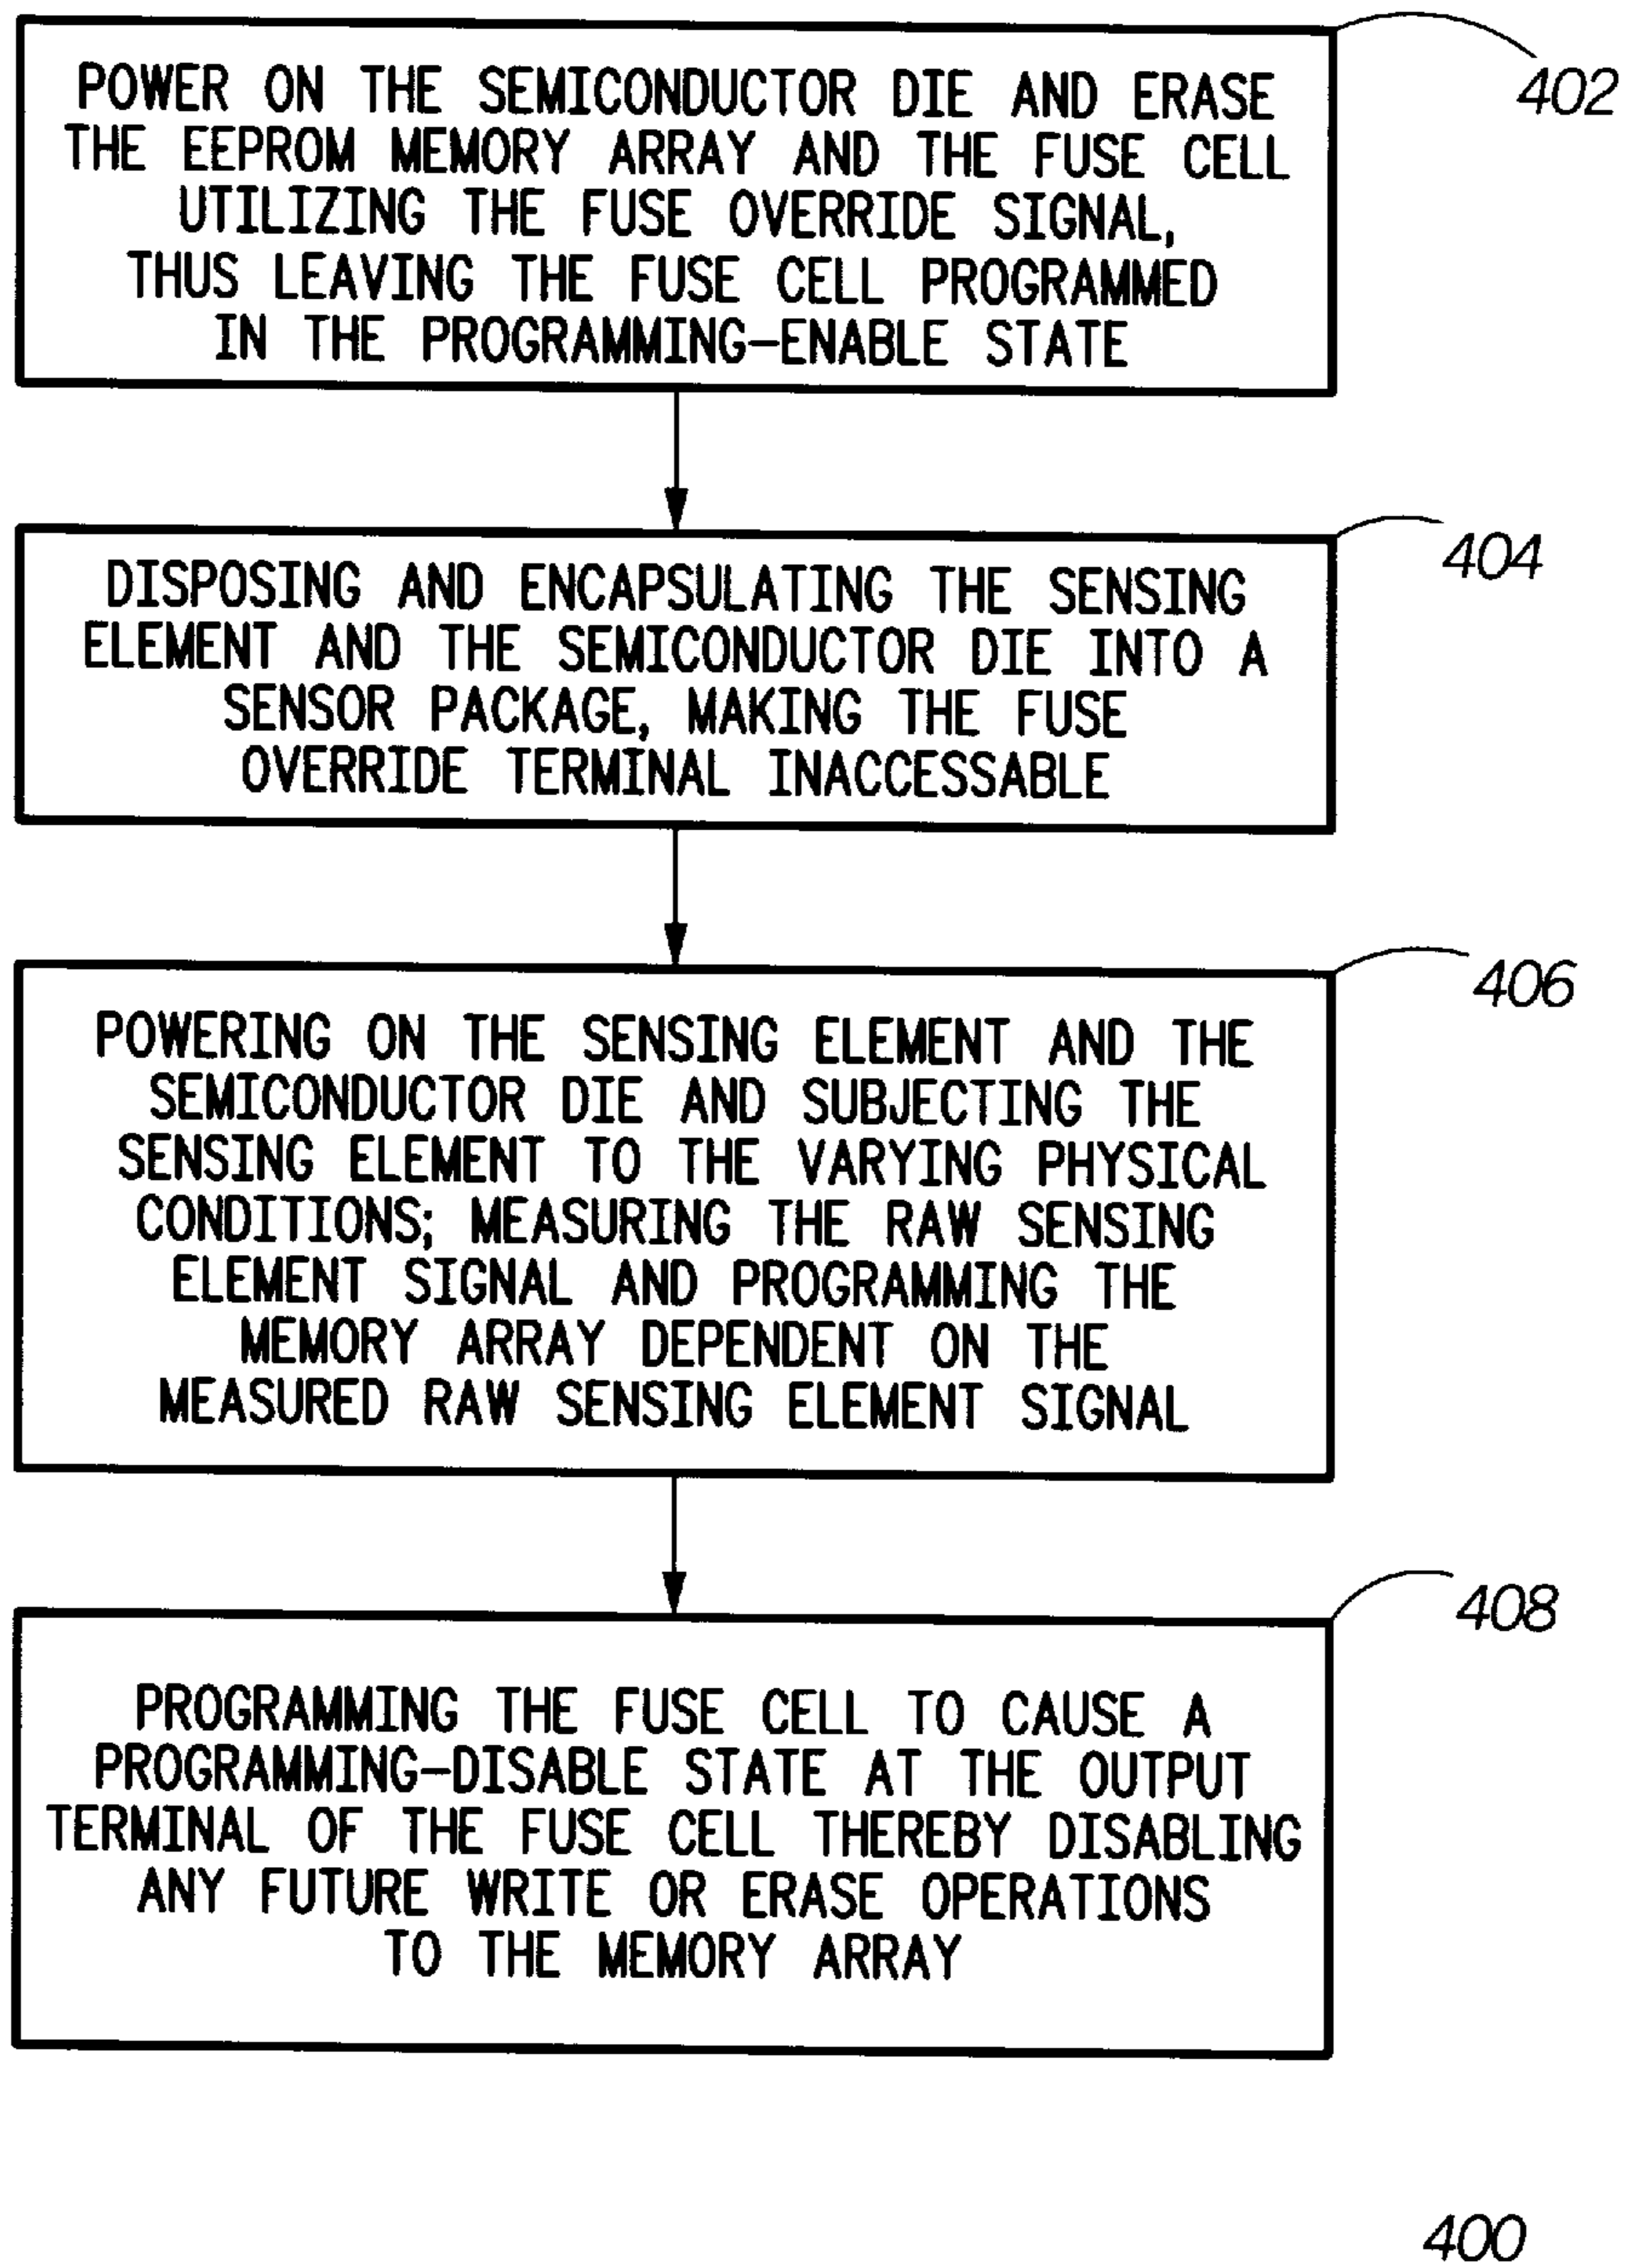 POWER ON THE SEMICONDUCTOR DIE AND ERASE
THE EEPROM MEMORY ARRAY AND THE FUSE CELL
UTILIZING THE FUSE OVERRIDE SIGNAL,
THUS LEAVING THE FUSE CELL PROGRAMMED
IN THE PROGRAMMING-ENABLE STATE
402
DISPOSING AND ENCAPSULATING THE SENSING
ELEMENT AND THE SEMICONDUCTOR DIE INTO A
SENSOR PACKAGE, MAKING THE FUSE
OVERRIDE TERMINAL INACCESSABLE
404
POWERING ON THE SENSING ELEMENT AND THE
SEMICONDUCTOR DIE AND SUBJECTING THE
SENSING ELEMENT TO THE VARYING PHYSICAL
CONDITIONS; MEASURING THE RAW SENSING
ELEMENT SIGNAL AND PROGRAMMING THE
MEMORY ARRAY DEPENDENT ON THE
MEASURED RAW SENSING ELEMENT SIGNAL
406
PROGRAMMING THE FUSE CELL TO CAUSE A
PROGRAMMING-DISABLE STATE AT THE OUTPUT
TERMINAL OF THE FUSE CELL THEREBY DISABLING
ANY FUTURE WRITE OR ERASE OPERATIONS
TO THE MEMORY ARRAY
408
400